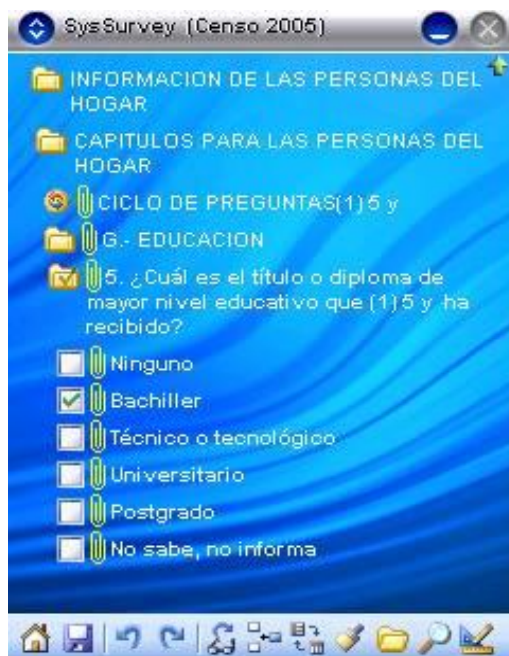 SysSurvey (Censo 2005)
INFORMACION DE LAS PERSONAS DEL
HOGAR
CAPITULOS PARA LAS PERSONAS DEL
HOGAR
CICLO DE PREGUNTAS(1)5 y
G.- EDUCACION
5. ¿Cuál es el título o diploma de
mayor nivel educativo que (1)5 y ha
recibido?
Ninguno
Bachiller
Técnico o tecnológico
Universitario
Postgrado
No sabe, no informa